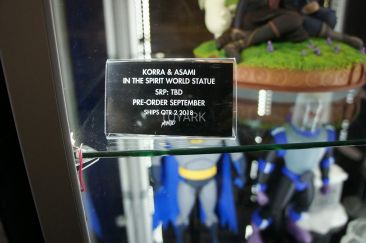 KORRA & ASAMI
IN THE SPIRIT WORLD STATUE
SRP: TBD
PRE-ORDER SEPTEMBER
SHIPS QTR 2 2018